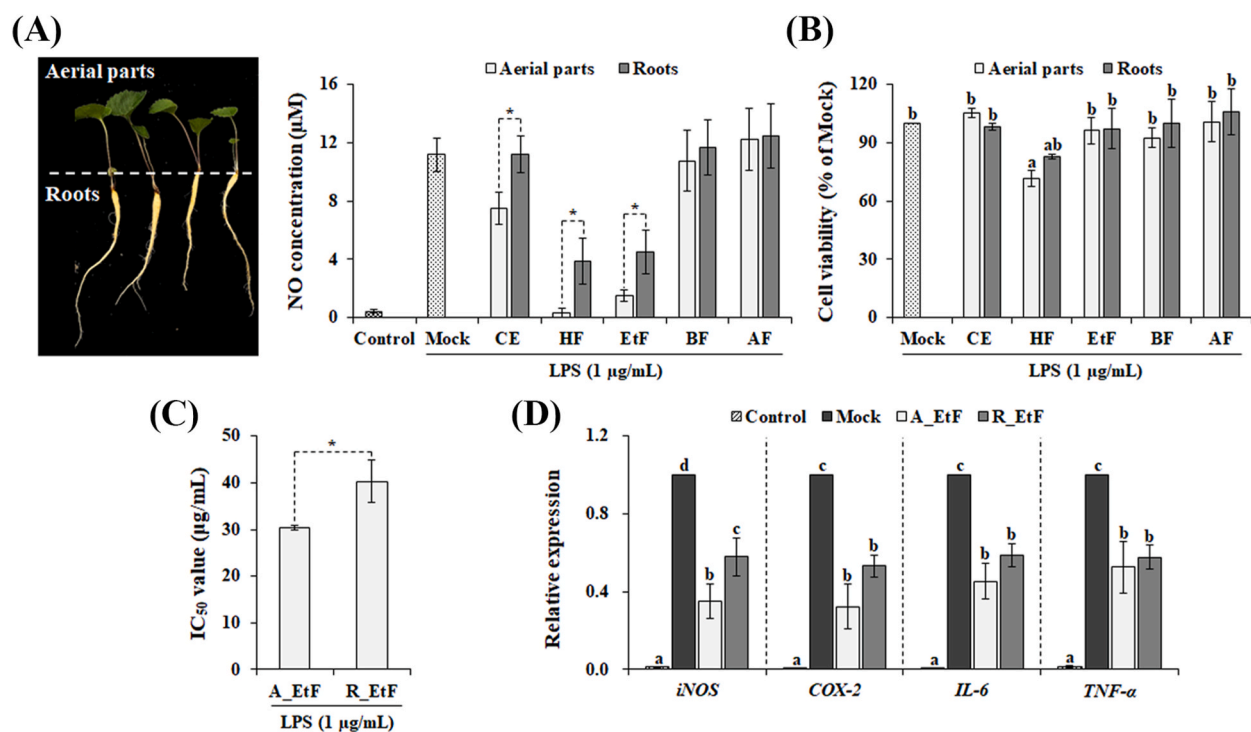 (A)
Aerial parts
Roots
Aerial parts Roots
NO concentration (µM)
16
12
8
4
0
* * *
Control Mock CE HF EtF BF AF
LPS (1 µg/mL)
(B)
Aerial parts Roots
Cell viability (% of Mock)
120
90
60
30
0
b b b a ab b b b b b b
Mock CE HF EtF BF AF
LPS (1 µg/mL)
(C)
IC50 value (µg/mL)
50
40
30
20
10
0
*
A_EtF R_EtF
LPS (1 µg/mL)
(D)
Control Mock A_EtF R_EtF
Relative expression
1.2
0.8
0.4
0.0
a d b c a c b b a c b b a c b b
iNOS COX-2 IL-6 TNF-α